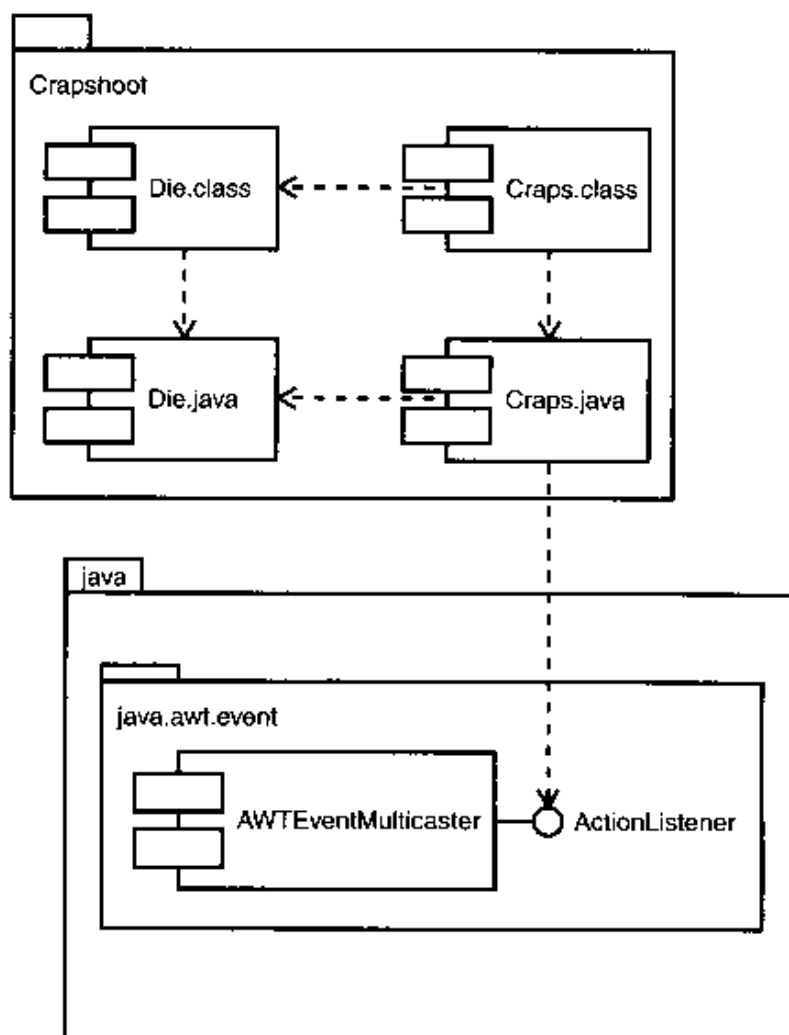 Crapshoot
Die.class
Craps.class
Die.java
Craps.java
java
java.awt.event
AWTEventMulticaster
ActionListener